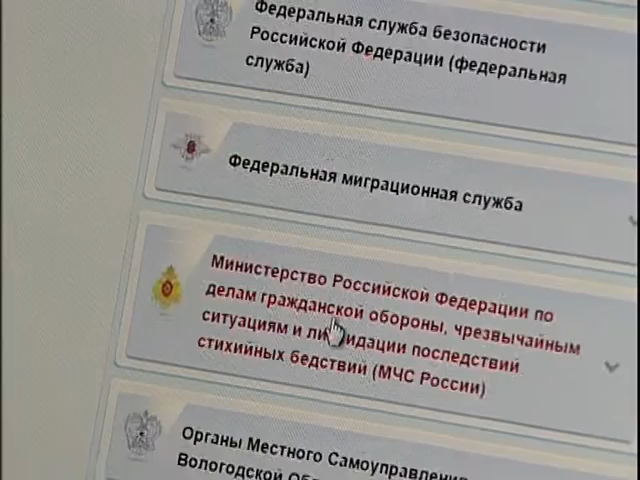 Федеральная служба безопасности
Российской Федерации (федеральная
служба)
Федеральная миграционная служба
Министерство Российской Федерации по
делам гражданской обороны, чрезвычайным
ситуациям и ликвидации последствий
стихийных бедствий (МЧС России)
Органы Местного Самоуправления
Вологодской